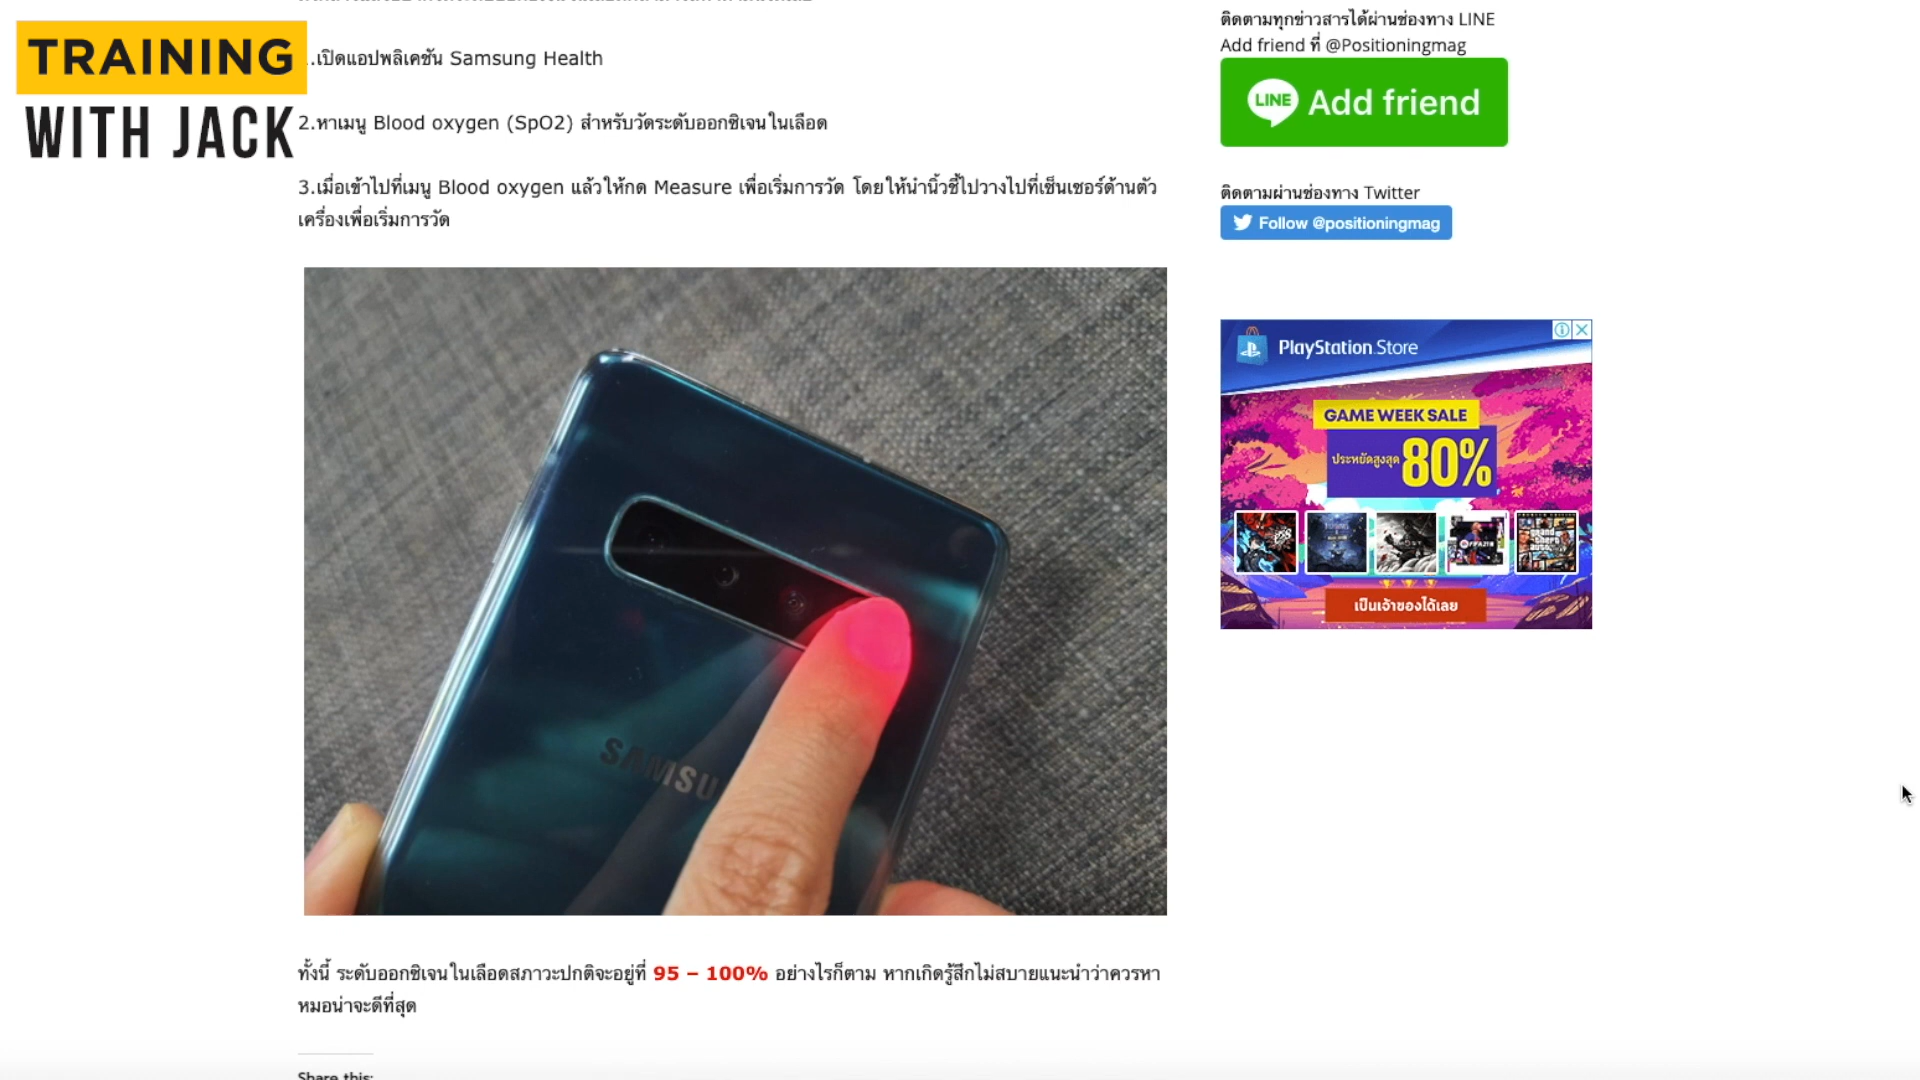 TRAINING
WITH JACK
1.เปิดแอปพลิเคชัน Samsung Health
2.หาเมนู Blood oxygen (SpO2) สำหรับวัดระดับออกซิเจนในเลือด
3.เมื่อเข้าไปที่เมนู Blood oxygen แล้วให้กด Measure เพื่อเริ่มการวัด โดยให้นำนิ้วชี้ไปวางไปที่เซ็นเซอร์ด้านตัว
เครื่องเพื่อเริ่มการวัด
SAMSU
ทั้งนี้ ระดับออกซิเจนในเลือดสภาวะปกติจะอยู่ที่ 95 – 100% อย่างไรก็ตาม หากเกิดรู้สึกไม่สบายแนะนำว่าควรหา
หมอน่าจะดีที่สุด
Share this:
ติดตามทุกข่าวสารได้ผ่านช่องทาง LINE
Add friend ที่ @Positioningmag
LINE Add friend
ติดตามผ่านช่องทาง Twitter
Follow @positioningmag
PlayStation Store
GAME WEEK SALE
ประหยัดสูงสุด 80%
FIFA 21
grand theft auto
เป็นเจ้าของได้เลย